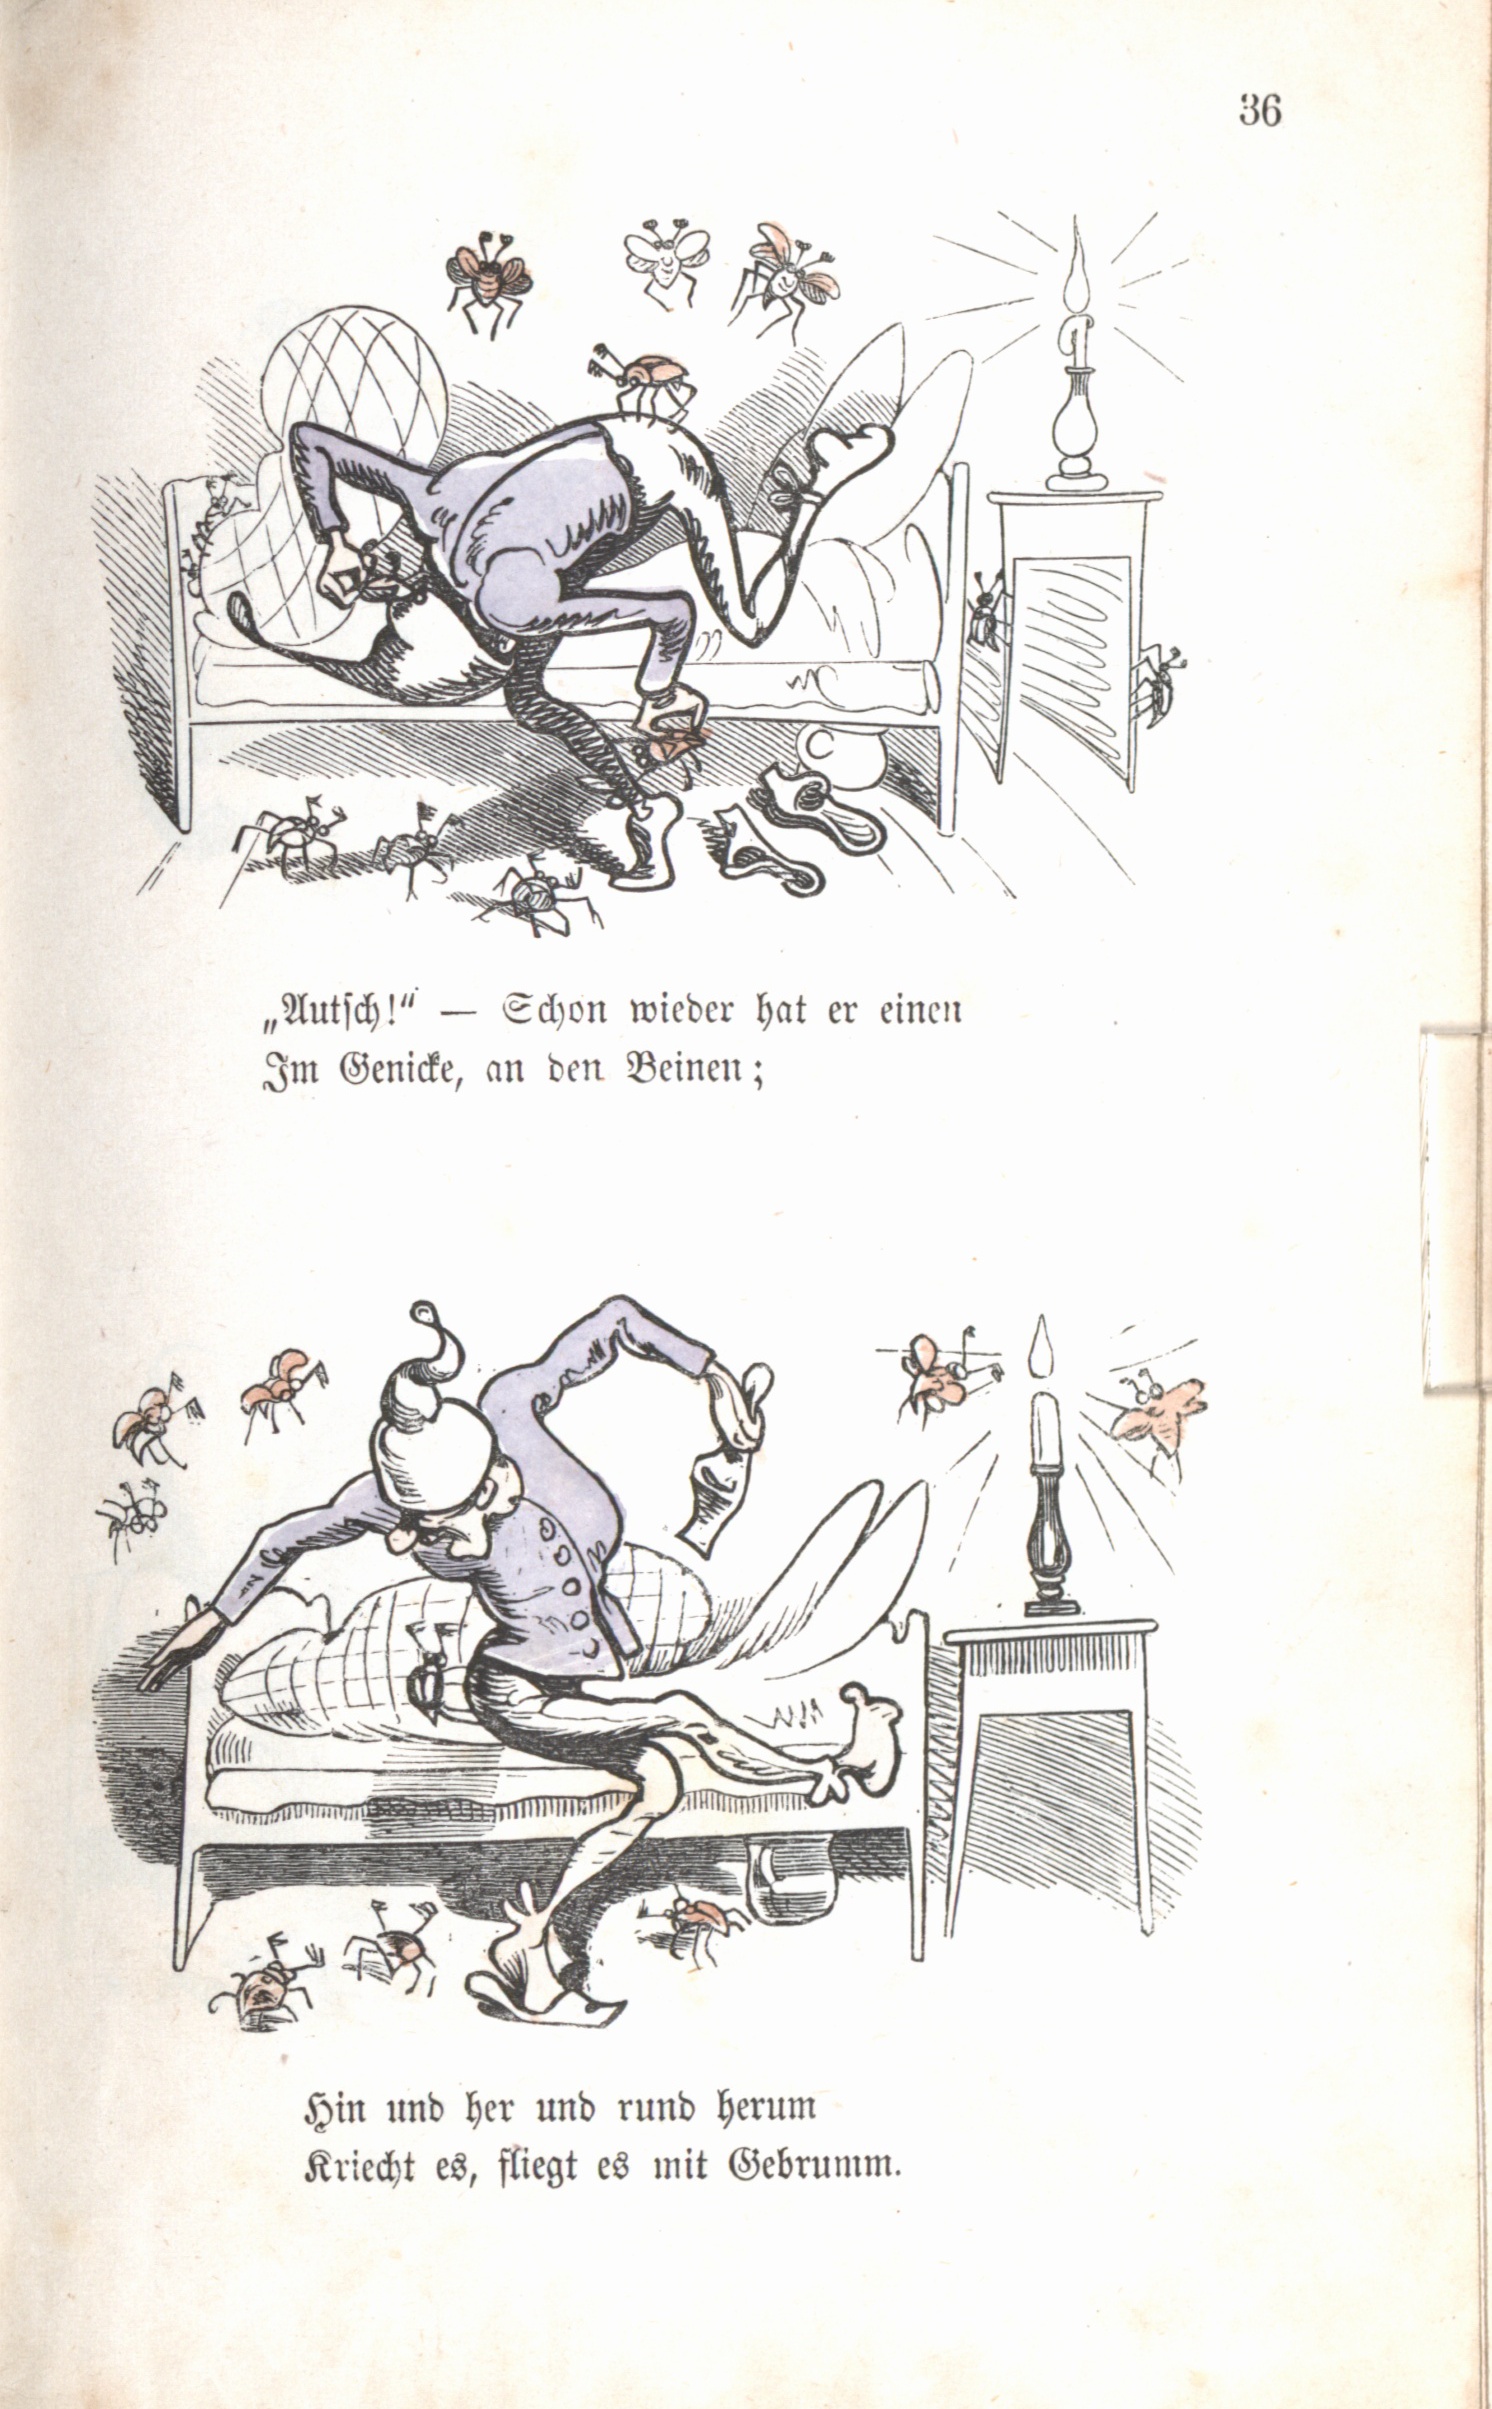 36
„Autsch!“ — Schon wieder hat er einen
Im Genicke, an den Beinen;
Hin und her und rund herum
Kriecht es, fliegt es mit Gebrumm.